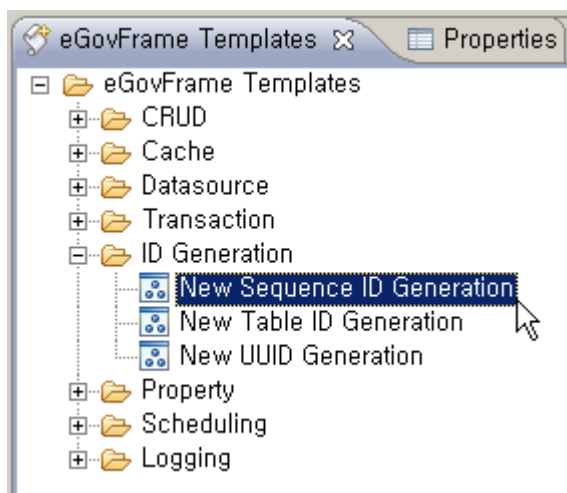 eGovFrame Templates Properties
eGovFrame Templates
CRUD
Cache
Datasource
Transaction
ID Generation
New Sequence ID Generation
New Table ID Generation
New UUID Generation
Property
Scheduling
Logging